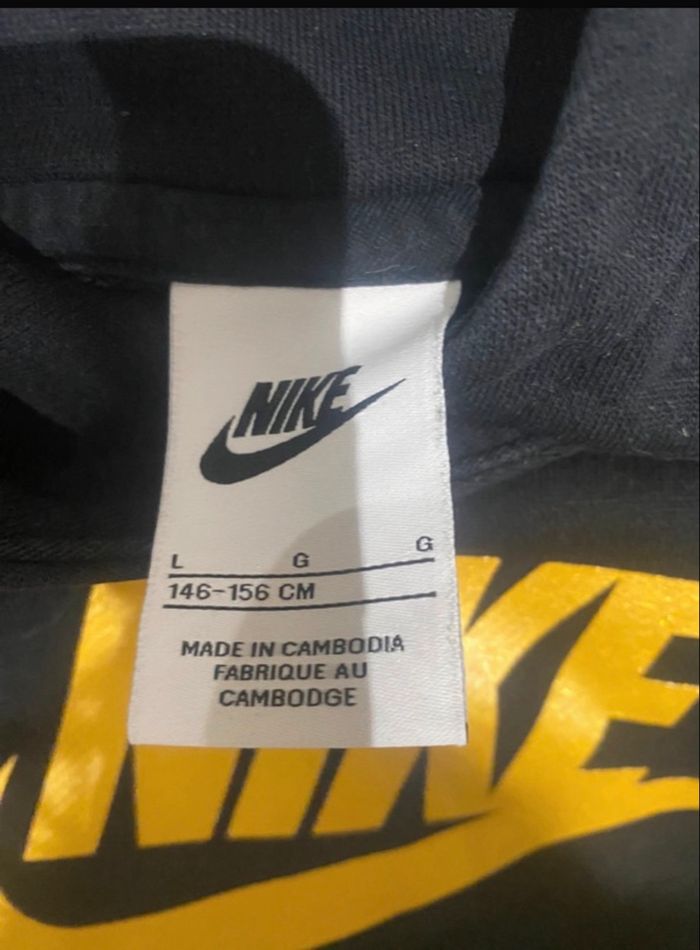 NIKE
L G G
146-156 CM
MADE IN CAMBODIA
FABRIQUE AU
CAMBODGE
NIKE